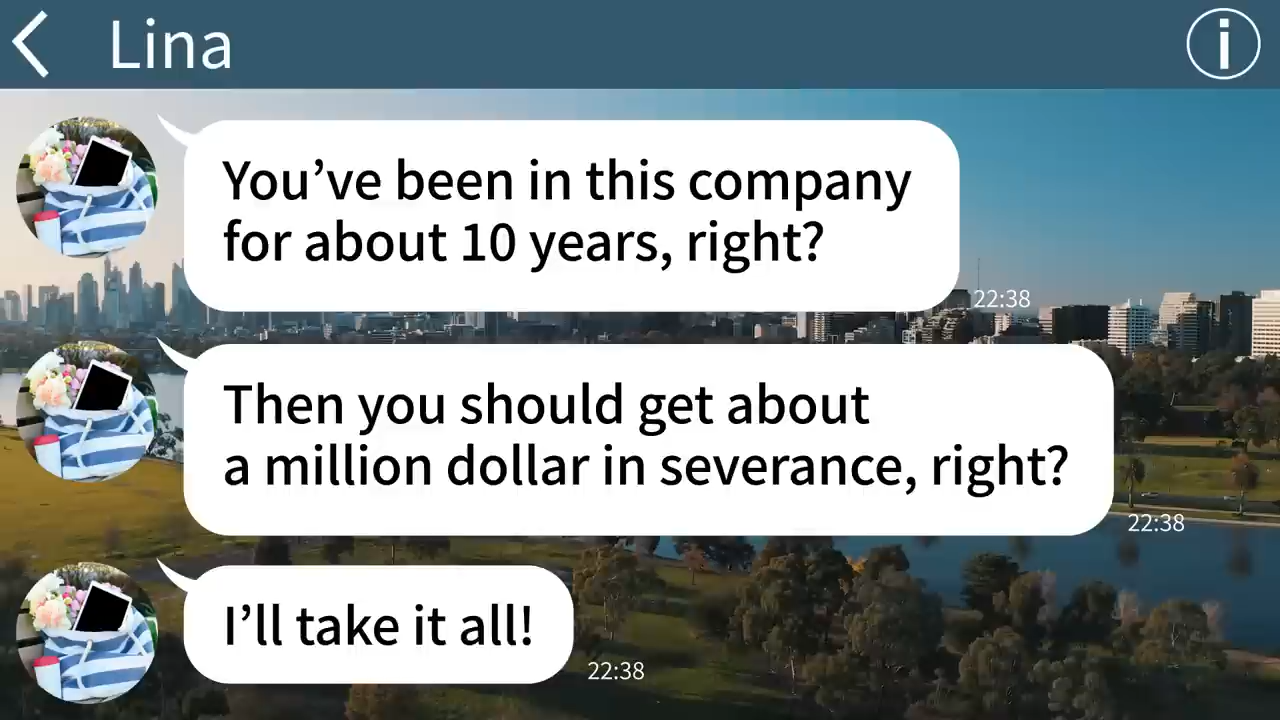 Lina
You’ve been in this company
for about 10 years, right?
22:38
Then you should get about
a million dollar in severance, right?
22:38
I’ll take it all!
22:38